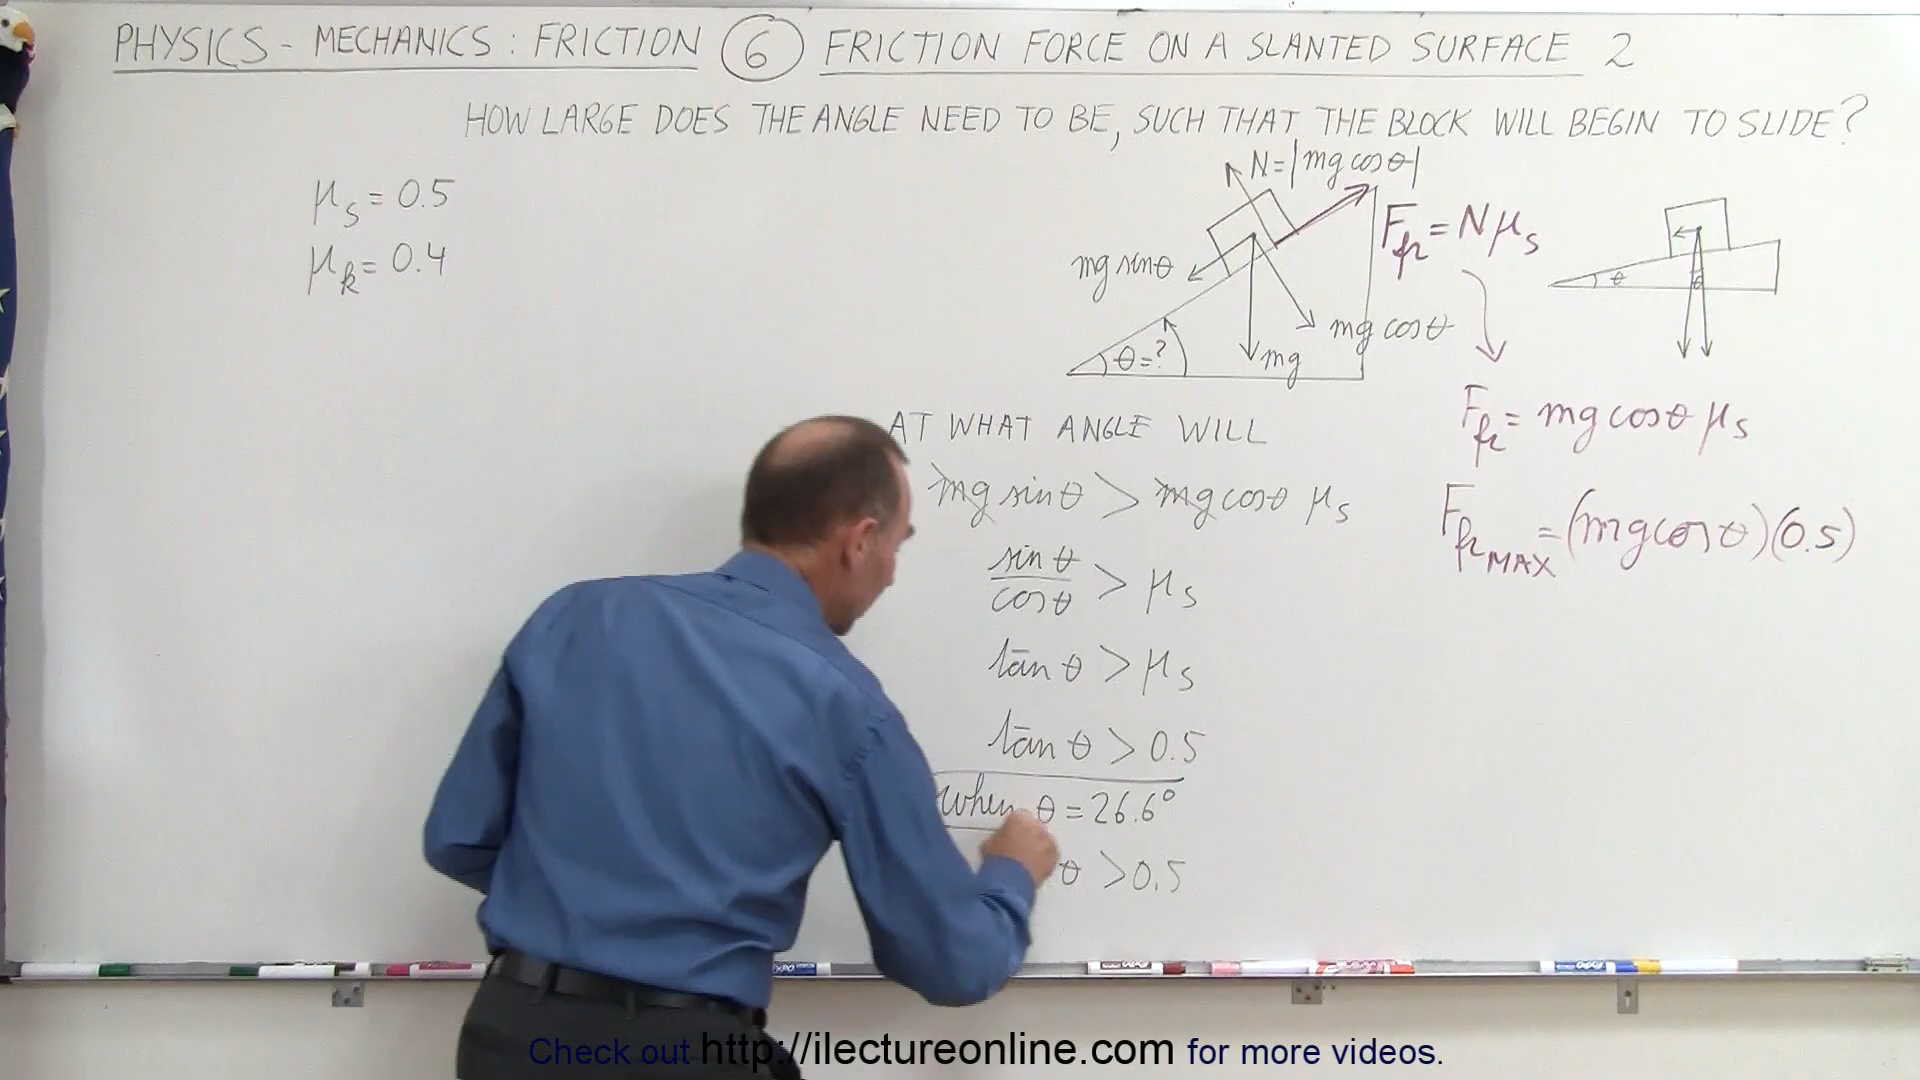 PHYSICS - MECHANICS: FRICTION 6 FRICTION FORCE ON A SLANTED SURFACE 2
HOW LARGE DOES THE ANGLE NEED TO BE, SUCH THAT THE BLOCK WILL BEGIN TO SLIDE?
μs = 0.5
μk = 0.4
N = |mg cos θ|
Ffr = N μs
mg sin θ
mg cos θ
θ = ?
mg
θ
θ
Ffr = mg cos θ μs
Ffr MAX = (mg cos θ)(0.5)
AT WHAT ANGLE WILL
mg sin θ > mg cos θ μs
sin θ
cos θ > μs
tan θ > μs
tan θ > 0.5
when θ = 26.6°
θ > 0.5
EXPO
Check out http://ilectureonline.com for more videos.